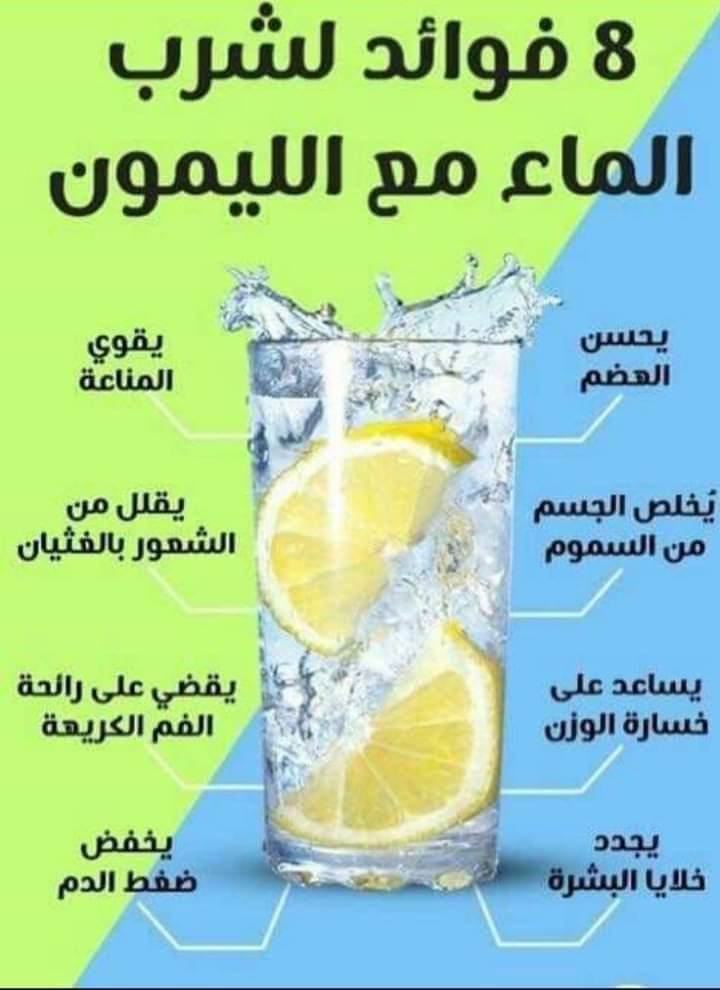 8 فوائد لشرب
الماء مع الليمون
يحسن
الهضم
يقوي
المناعة
يُخلص الجسم
من السموم
يقلل من
الشعور بالغثيان
يساعد على
خسارة الوزن
يقضي على رائحة
الفم الكريهة
يجدد
خلايا البشرة
يخفض
ضغط الدم